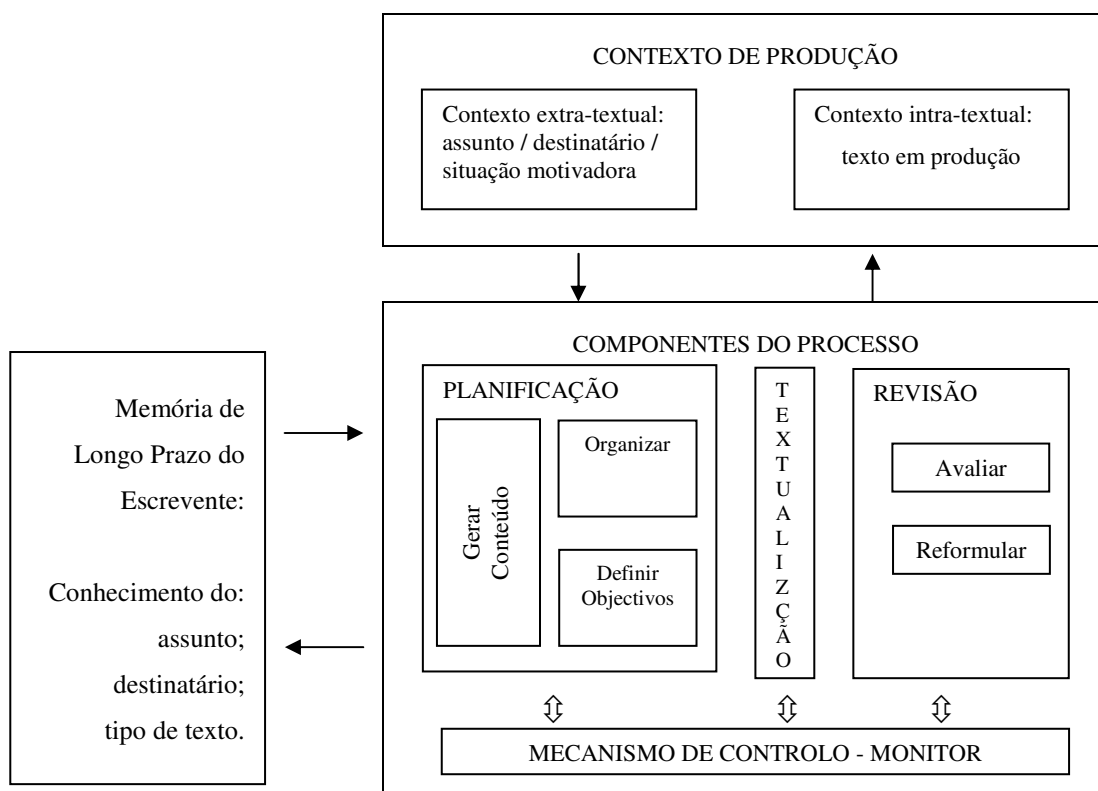 CONTEXTO DE PRODUÇÃO
Contexto extra-textual:
assunto / destinatário /
situação motivadora
Contexto intra-textual:
texto em produção
COMPONENTES DO PROCESSO
PLANIFICAÇÃO
Gerar
Conteúdo
Organizar
Definir
Objectivos
TEXTUALIZÇÃO
REVISÃO
Avaliar
Reformular
MECANISMO DE CONTROLO - MONITOR
Memória de
Longo Prazo do
Escrevente:
Conhecimento do:
assunto;
destinatário;
tipo de texto.